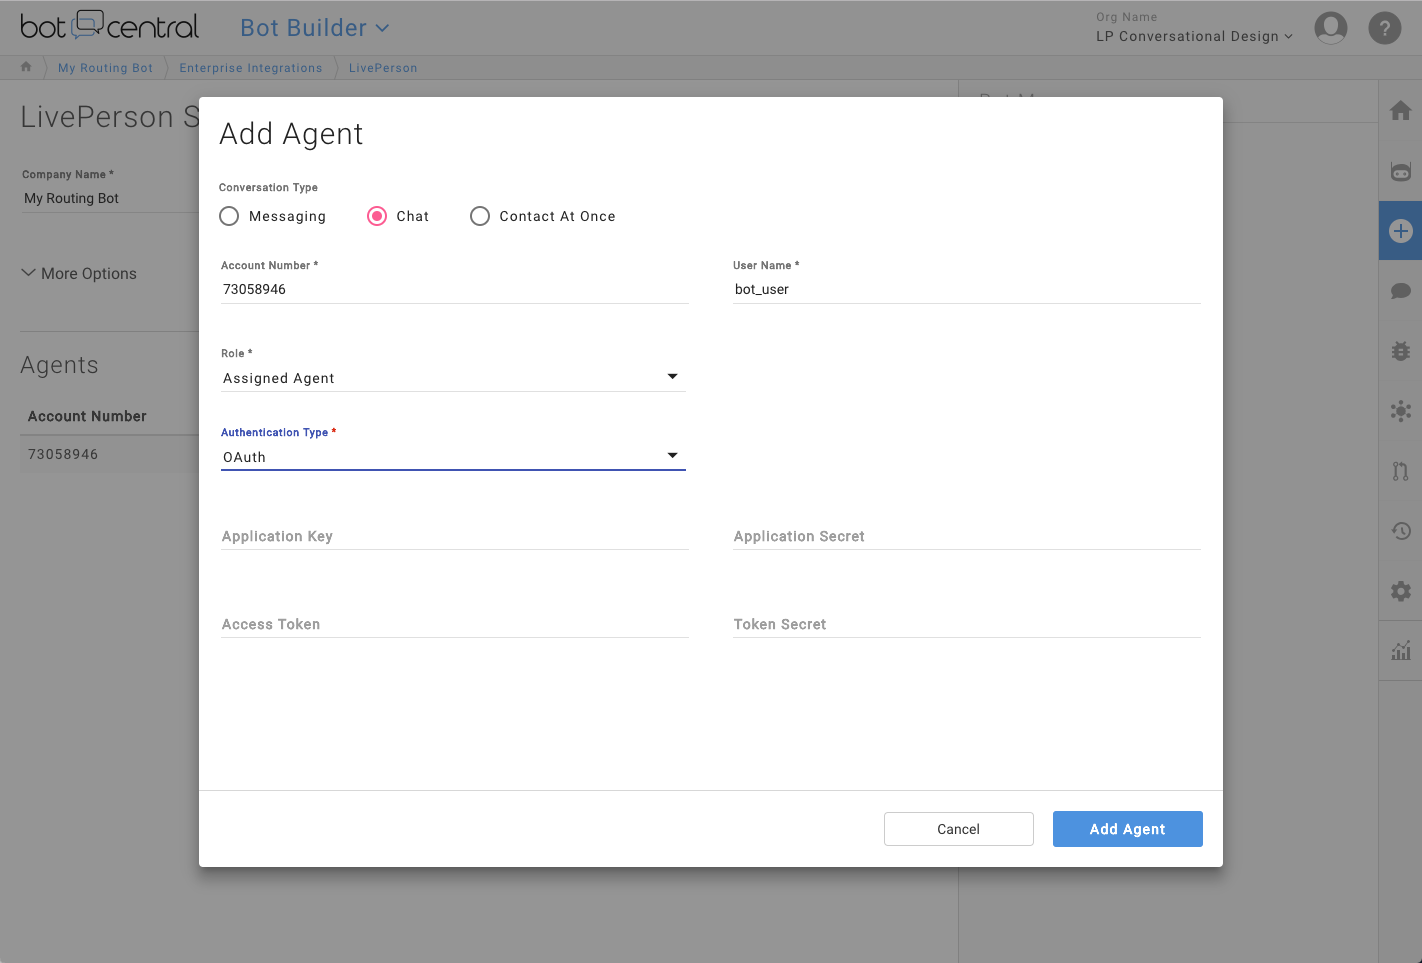 bot central
Bot Builder
Org Name
LP Conversational Design
?
My Routing Bot
Enterprise Integrations
LivePerson
LivePerson S
Company Name *
My Routing Bot
More Options
Agents
Account Number
73058946
Add Agent
Conversation Type
Messaging
Chat
Contact At Once
Account Number *
73058946
User Name *
bot_user
Role *
Assigned Agent
Authentication Type *
OAuth
Application Key
Application Secret
Access Token
Token Secret
Cancel
Add Agent